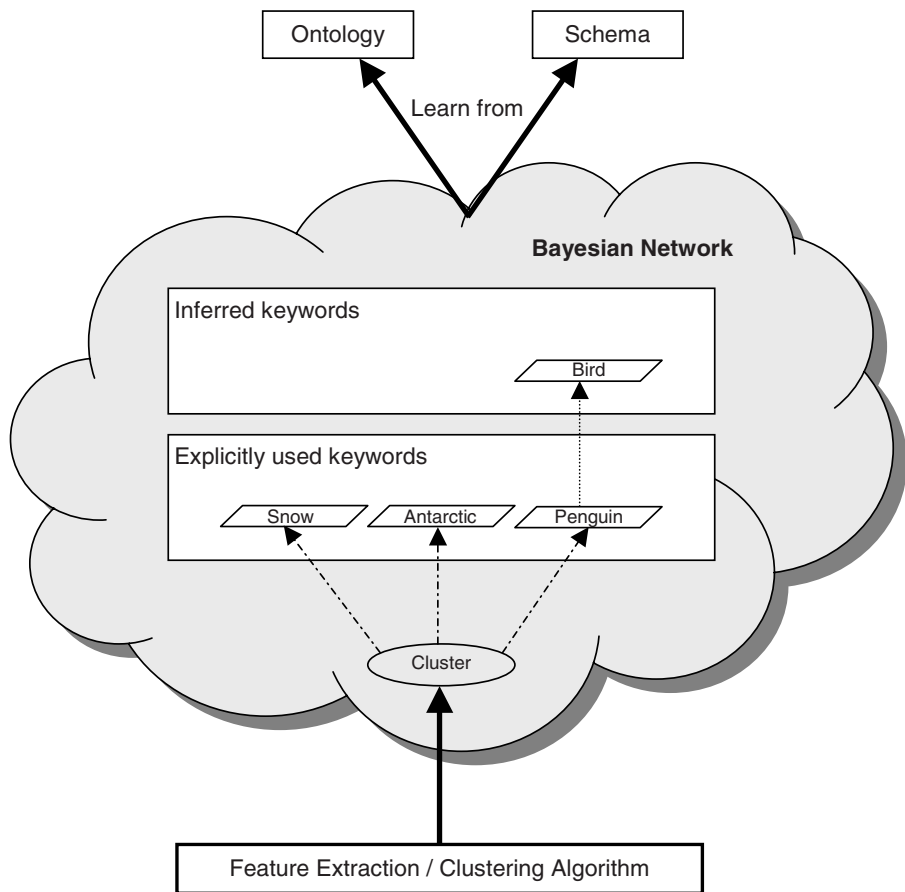 Ontology
Schema
Learn from
Bayesian Network
Inferred keywords
Bird
Explicitly used keywords
Snow
Antarctic
Penguin
Cluster
Feature Extraction / Clustering Algorithm